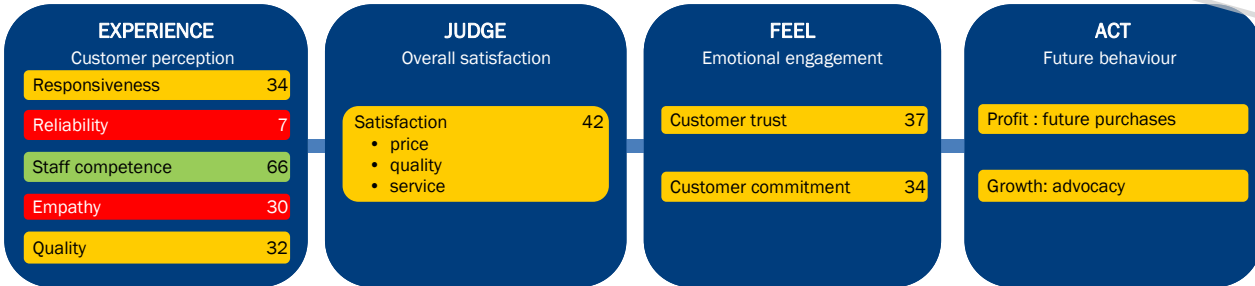 EXPERIENCE
Customer perception
Responsiveness 34
Reliability 7
Staff competence 66
Empathy 30
Quality 32
JUDGE
Overall satisfaction
Satisfaction 42
• price
• quality
• service
FEEL
Emotional engagement
Customer trust 37
Customer commitment 34
ACT
Future behaviour
Profit : future purchases
Growth: advocacy